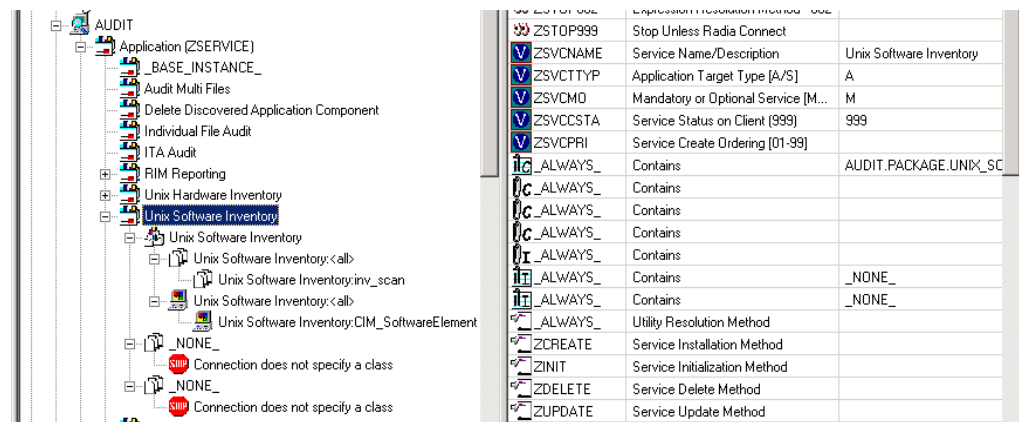 AUDIT
Application (ZSERVICE)
_BASE_INSTANCE_
Audit Multi Files
Delete Discovered Application Component
Individual File Audit
ITA Audit
RIM Reporting
Unix Hardware Inventory
Unix Software Inventory
Unix Software Inventory
Unix Software Inventory:<all>
Unix Software Inventory:inv_scan
Unix Software Inventory:<all>
Unix Software Inventory:CIM_SoftwareElement
_NONE_
Connection does not specify a class
_NONE_
Connection does not specify a class
ZSTOP999 Stop Unless Radia Connect
ZSVCNAME Service Name/Description Unix Software Inventory
ZSVCTTYP Application Target Type [A/S] A
ZSVCMO Mandatory or Optional Service [M... M
ZSVCCSTA Service Status on Client (999) 999
ZSVCPRI Service Create Ordering [01-99]
_ALWAYS_ Contains AUDIT.PACKAGE.UNIX_SO
_ALWAYS_ Contains
_ALWAYS_ Contains
_ALWAYS_ Contains
_ALWAYS_ Contains
_ALWAYS_ Contains _NONE_
_ALWAYS_ Contains _NONE_
_ALWAYS_ Utility Resolution Method
ZCREATE Service Installation Method
ZINIT Service Initialization Method
ZDELETE Service Delete Method
ZUPDATE Service Update Method